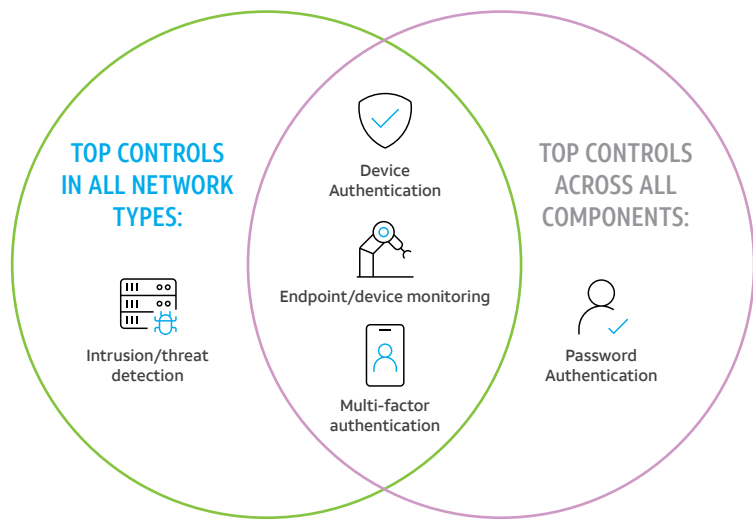 TOP CONTROLS
IN ALL NETWORK
TYPES:
Intrusion/threat
detection
Device
Authentication
Endpoint/device monitoring
Multi-factor
authentication
TOP CONTROLS
ACROSS ALL
COMPONENTS:
Password
Authentication